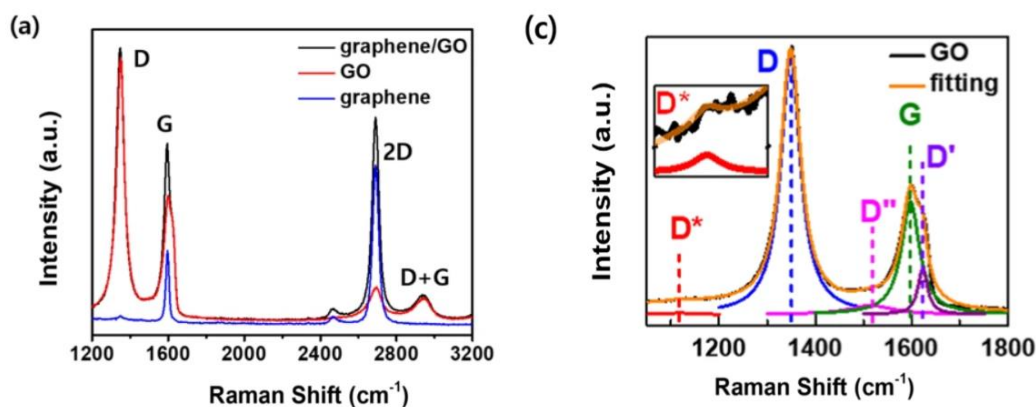 (a)
D
G
2D
D+G
graphene/GO
GO
graphene
Intensity (a.u.)
1200 1600 2000 2400 2800 3200
Raman Shift (cm⁻¹)
(c)
D*
D
GO
fitting
G
D'
D"
D*
Intensity (a.u.)
1200 1400 1600 1800
Raman Shift (cm⁻¹)